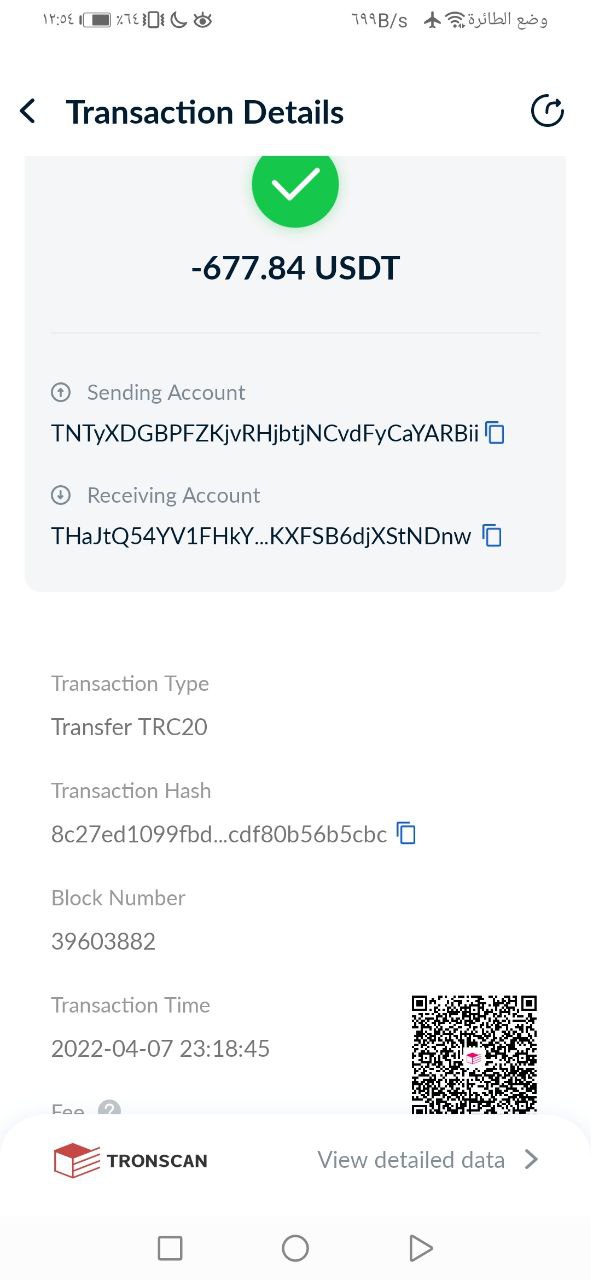 ١٢:٥٤ ٪٦٤ ٦٩٩B/s وضع الطائرة
Transaction Details
-677.84 USDT
Sending Account
TNTyXDGBPFZKjvRHjbtjNCvdFyCaYARBii
Receiving Account
THaJtQ54YV1FHkY...KXFSB6djXStNDnw
Transaction Type
Transfer TRC20
Transaction Hash
8c27ed1099fbd...cdf80b56b5cbc
Block Number
39603882
Transaction Time
2022-04-07 23:18:45
Fee ?
TRONSCAN View detailed data